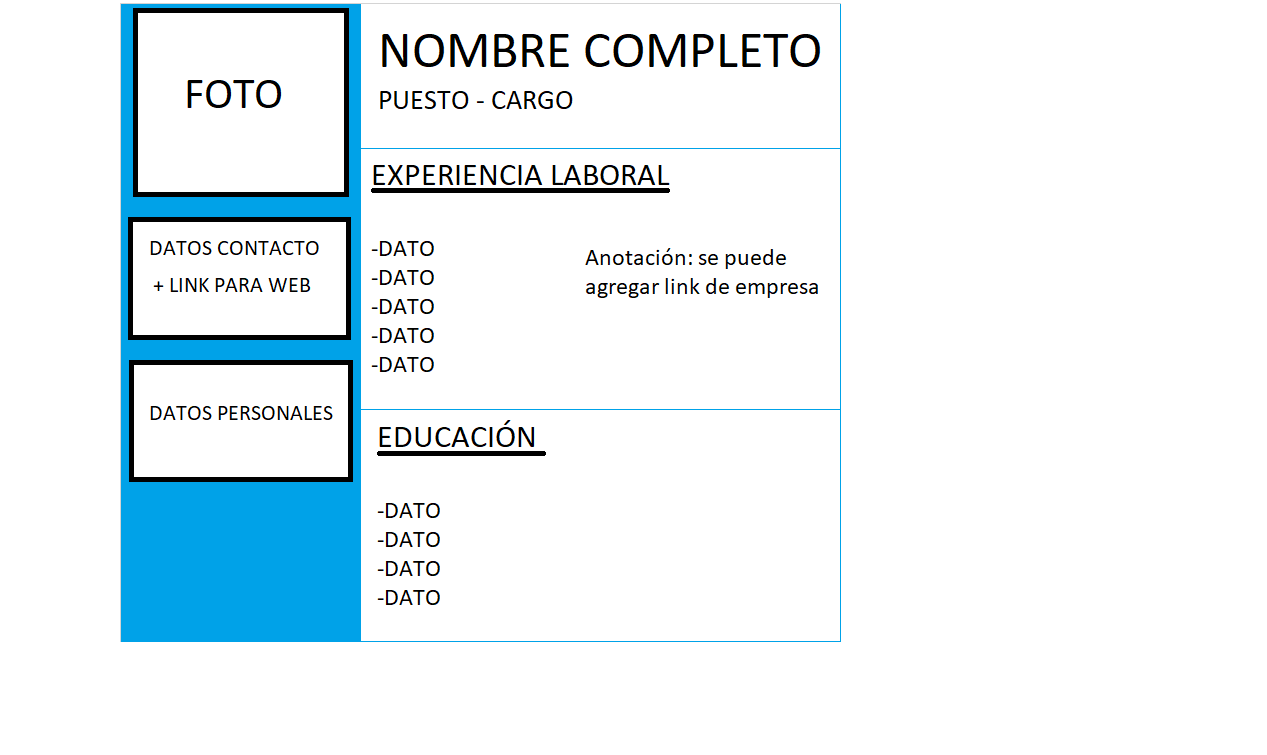 FOTO
DATOS CONTACTO
+ LINK PARA WEB
DATOS PERSONALES
NOMBRE COMPLETO
PUESTO - CARGO
EXPERIENCIA LABORAL
-DATO
-DATO
-DATO
-DATO
-DATO
Anotación: se puede
agregar link de empresa
EDUCACIÓN
-DATO
-DATO
-DATO
-DATO